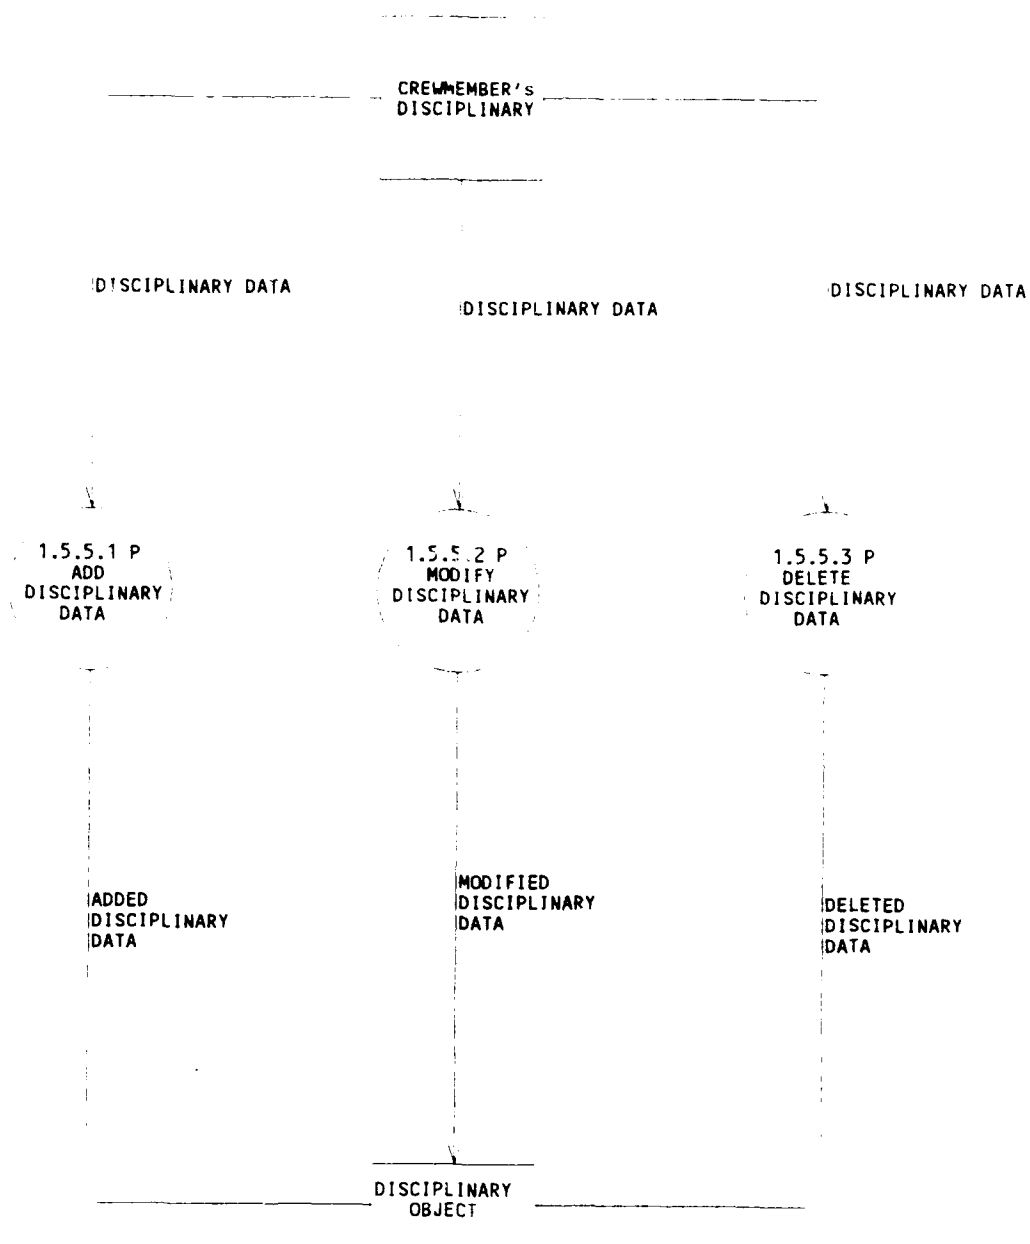 CREWMEMBER's
DISCIPLINARY
DISCIPLINARY DATA
DISCIPLINARY DATA
DISCIPLINARY DATA
1.5.5.1 P
ADD
DISCIPLINARY
DATA
1.5.5.2 P
MODIFY
DISCIPLINARY
DATA
1.5.5.3 P
DELETE
DISCIPLINARY
DATA
ADDED
DISCIPLINARY
DATA
MODIFIED
DISCIPLINARY
DATA
DELETED
DISCIPLINARY
DATA
DISCIPLINARY
OBJECT